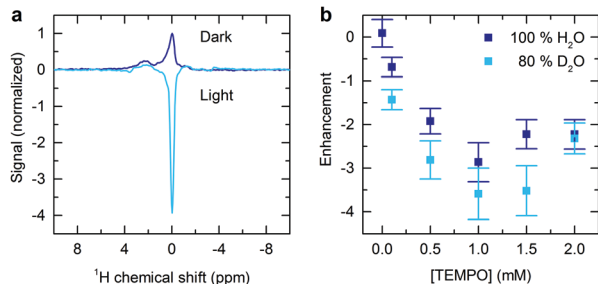 a
Dark
Light
Signal (normalized)
1
0
-1
-2
-3
-4
10 8 4 0 -4 -8
¹H chemical shift (ppm)
b
100 % H₂O
80 % D₂O
Enhancement
0
-1
-2
-3
-4
0.0 0.5 1.0 1.5 2.0
[TEMPO] (mM)